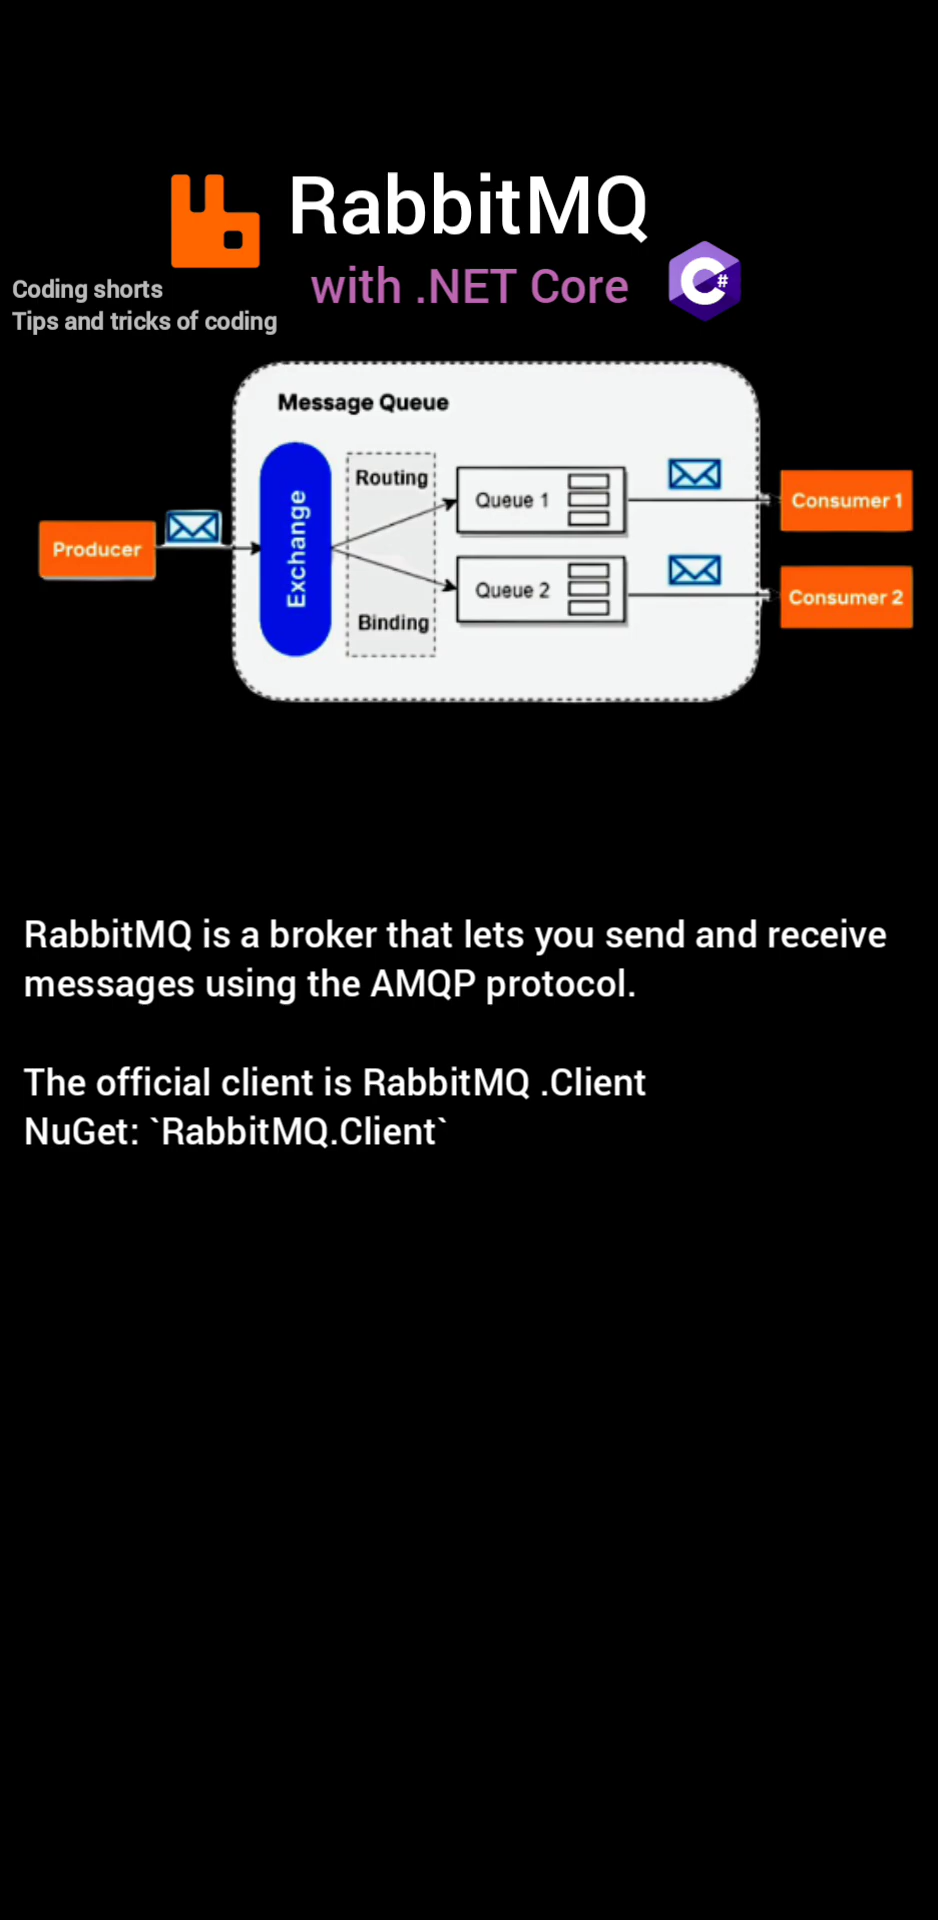 RabbitMQ
with .NET Core
C#
Coding shorts
Tips and tricks of coding
Message Queue
Producer
Exchange
Routing
Binding
Queue 1
Queue 2
Consumer 1
Consumer 2
RabbitMQ is a broker that lets you send and receive
messages using the AMQP protocol.
The official client is RabbitMQ .Client
NuGet: `RabbitMQ.Client`